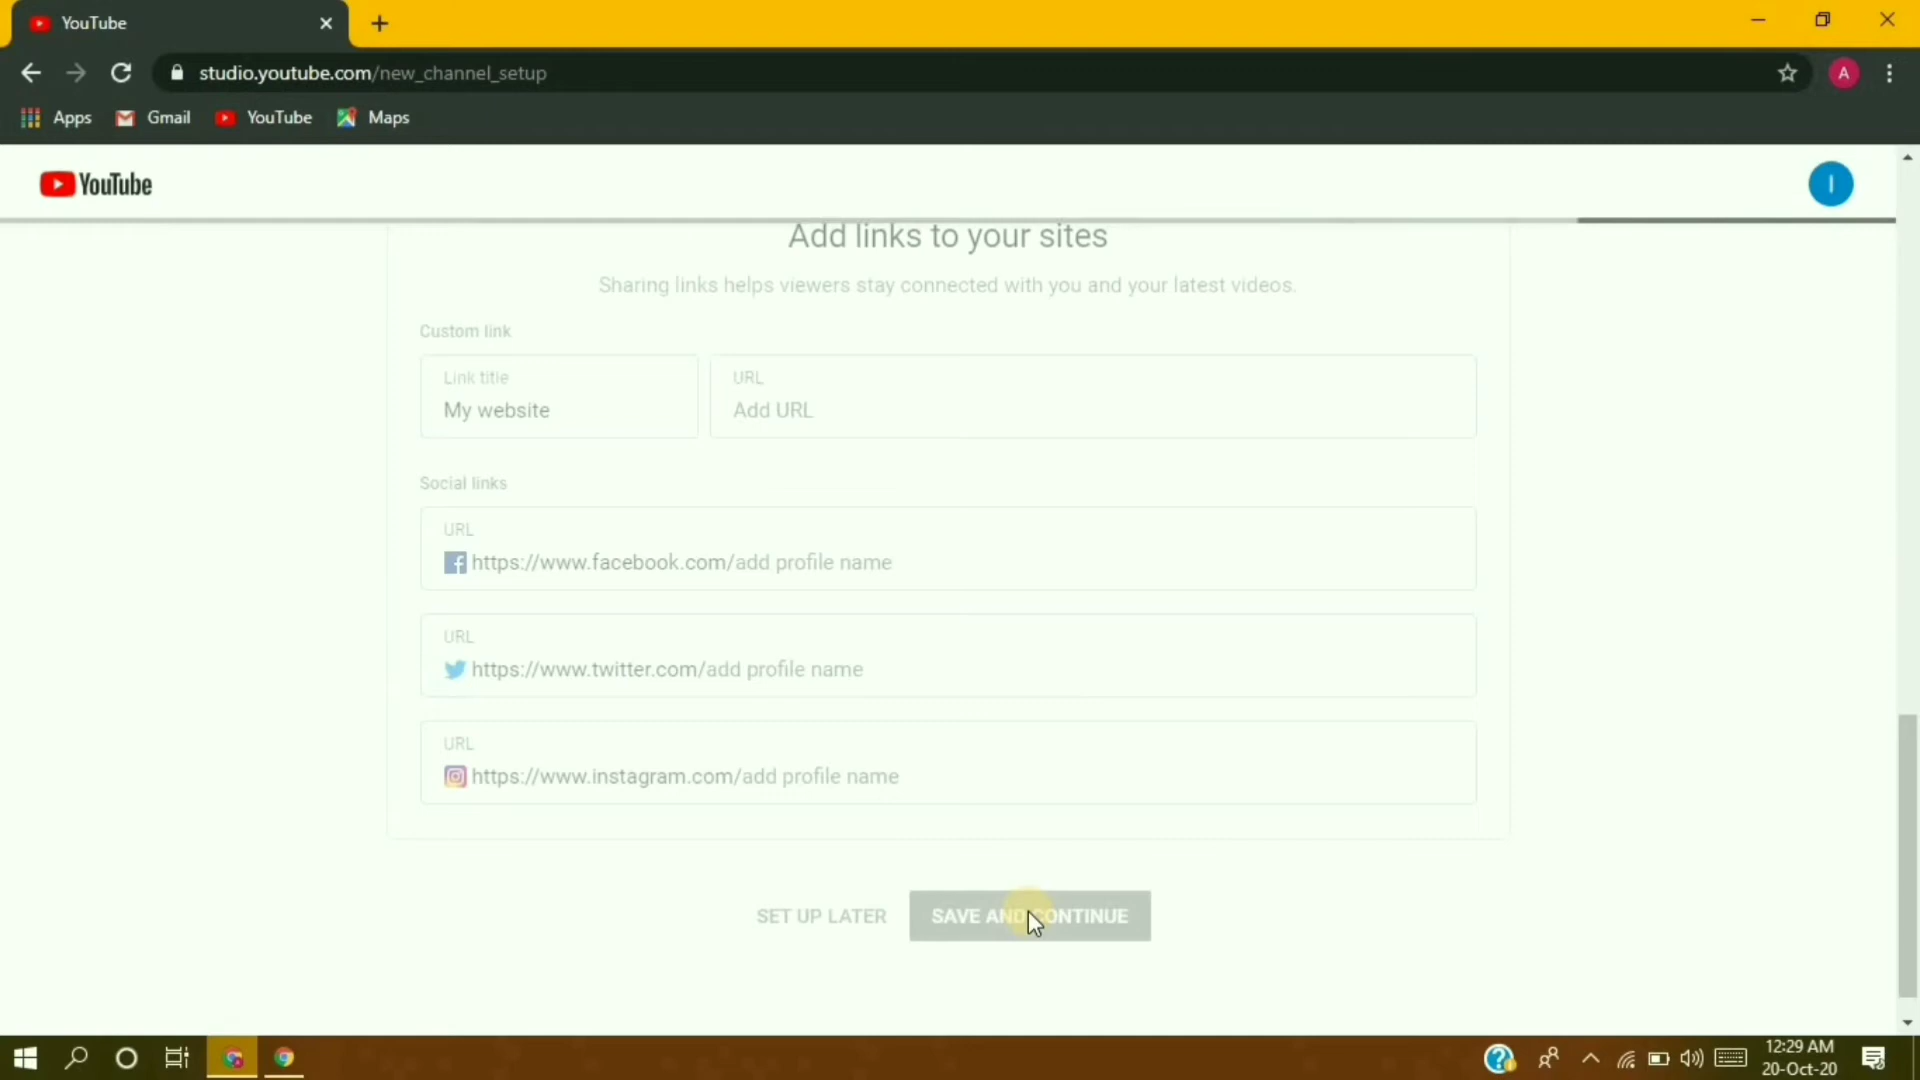 YouTube
studio.youtube.com/new_channel_setup
A
Apps Gmail YouTube Maps
YouTube
I
Add links to your sites
Sharing links helps viewers stay connected with you and your latest videos.
Custom link
Link title
My website
URL
Add URL
Social links
URL
https://www.facebook.com/add profile name
URL
https://www.twitter.com/add profile name
URL
https://www.instagram.com/add profile name
SET UP LATER SAVE AND CONTINUE
12:29 AM
20-Oct-20